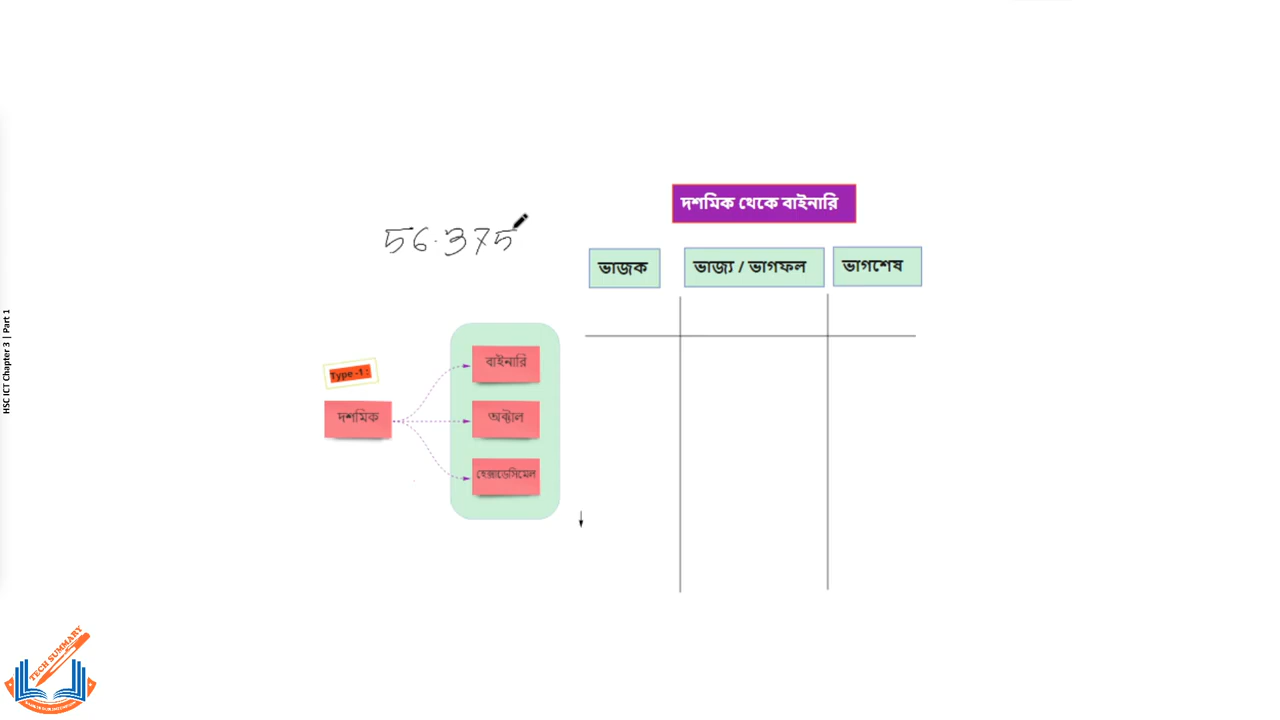 দশমিক থেকে বাইনারি
56.375
ভাজক
ভাজ্য / ভাগফল
ভাগশেষ
Type -1 :
দশমিক
বাইনারি
অক্টাল
হেক্সাডেসিমেল
HSC ICT Chapter 3 | Part 1
TECH SUMMARY